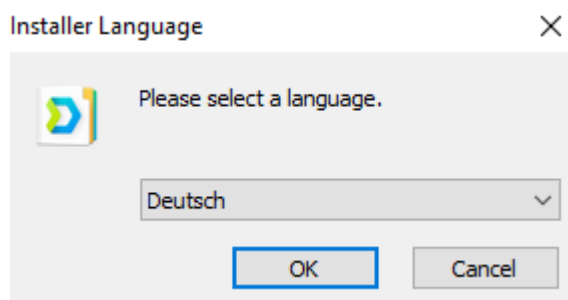 Installer Language
Please select a language.
Deutsch
OK
Cancel